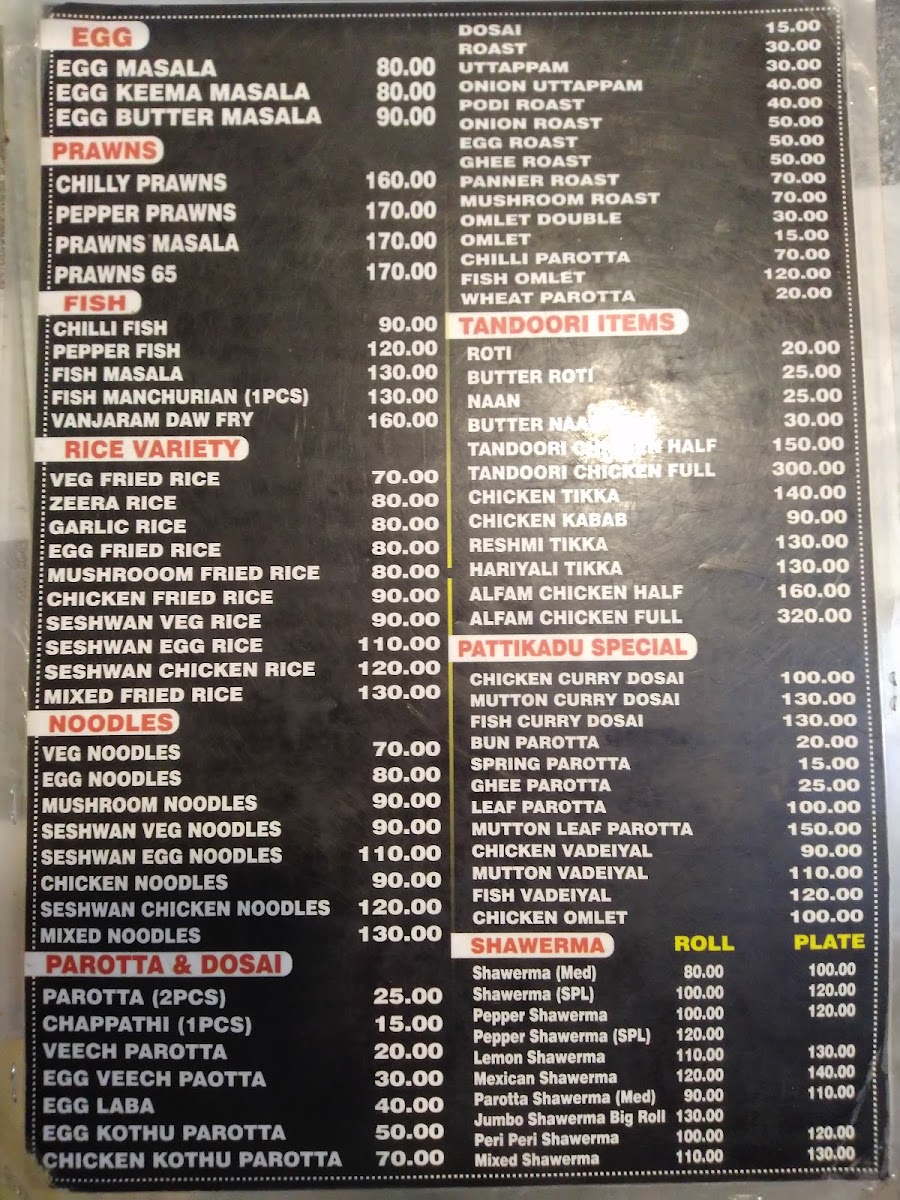 EGG
EGG MASALA 80.00
EGG KEEMA MASALA 80.00
EGG BUTTER MASALA 90.00
PRAWNS
CHILLY PRAWNS 160.00
PEPPER PRAWNS 170.00
PRAWNS MASALA 170.00
PRAWNS 65 170.00
FISH
CHILLI FISH 90.00
PEPPER FISH 120.00
FISH MASALA 130.00
FISH MANCHURIAN (1PCS) 130.00
VANJARAM DAW FRY 160.00
RICE VARIETY
VEG FRIED RICE 70.00
ZEERA RICE 80.00
GARLIC RICE 80.00
EGG FRIED RICE 80.00
MUSHROOOM FRIED RICE 80.00
CHICKEN FRIED RICE 90.00
SESHWAN VEG RICE 90.00
SESHWAN EGG RICE 110.00
SESHWAN CHICKEN RICE 120.00
MIXED FRIED RICE 130.00
NOODLES
VEG NOODLES 70.00
EGG NOODLES 80.00
MUSHROOM NOODLES 90.00
SESHWAN VEG NOODLES 90.00
SESHWAN EGG NOODLES 110.00
CHICKEN NOODLES 90.00
SESHWAN CHICKEN NOODLES 120.00
MIXED NOODLES 130.00
PAROTTA & DOSAI
PAROTTA (2PCS) 25.00
CHAPPATHI (1PCS) 15.00
VEECH PAROTTA 20.00
EGG VEECH PAOTTA 30.00
EGG LABA 40.00
EGG KOTHU PAROTTA 50.00
CHICKEN KOTHU PAROTTA 70.00
DOSAI 15.00
ROAST 30.00
UTTAPPAM 30.00
ONION UTTAPPAM 40.00
PODI ROAST 40.00
ONION ROAST 50.00
EGG ROAST 50.00
GHEE ROAST 50.00
PANNER ROAST 70.00
MUSHROOM ROAST 70.00
OMLET DOUBLE 30.00
OMLET 15.00
CHILLI PAROTTA 70.00
FISH OMLET 120.00
WHEAT PAROTTA 20.00
TANDOORI ITEMS
ROTI 20.00
BUTTER ROTI 25.00
NAAN 25.00
BUTTER NAAN 30.00
TANDOORI CHICKEN HALF 150.00
TANDOORI CHICKEN FULL 300.00
CHICKEN TIKKA 140.00
CHICKEN KABAB 90.00
RESHMI TIKKA 130.00
HARIYALI TIKKA 130.00
ALFAM CHICKEN HALF 160.00
ALFAM CHICKEN FULL 320.00
PATTIKADU SPECIAL
CHICKEN CURRY DOSAI 100.00
MUTTON CURRY DOSAI 130.00
FISH CURRY DOSAI 130.00
BUN PAROTTA 20.00
SPRING PAROTTA 15.00
GHEE PAROTTA 25.00
LEAF PAROTTA 100.00
MUTTON LEAF PAROTTA 150.00
CHICKEN VADEIYAL 90.00
MUTTON VADEIYAL 110.00
FISH VADEIYAL 120.00
CHICKEN OMLET 100.00
SHAWERMA ROLL PLATE
Shawerma (Med) 80.00 100.00
Shawerma (SPL) 100.00 120.00
Pepper Shawerma 100.00 120.00
Pepper Shawerma (SPL) 120.00
Lemon Shawerma 110.00 130.00
Mexican Shawerma 120.00 140.00
Parotta Shawerma (Med) 90.00 110.00
Jumbo Shawerma Big Roll 130.00
Peri Peri Shawerma 100.00 120.00
Mixed Shawerma 110.00 130.00